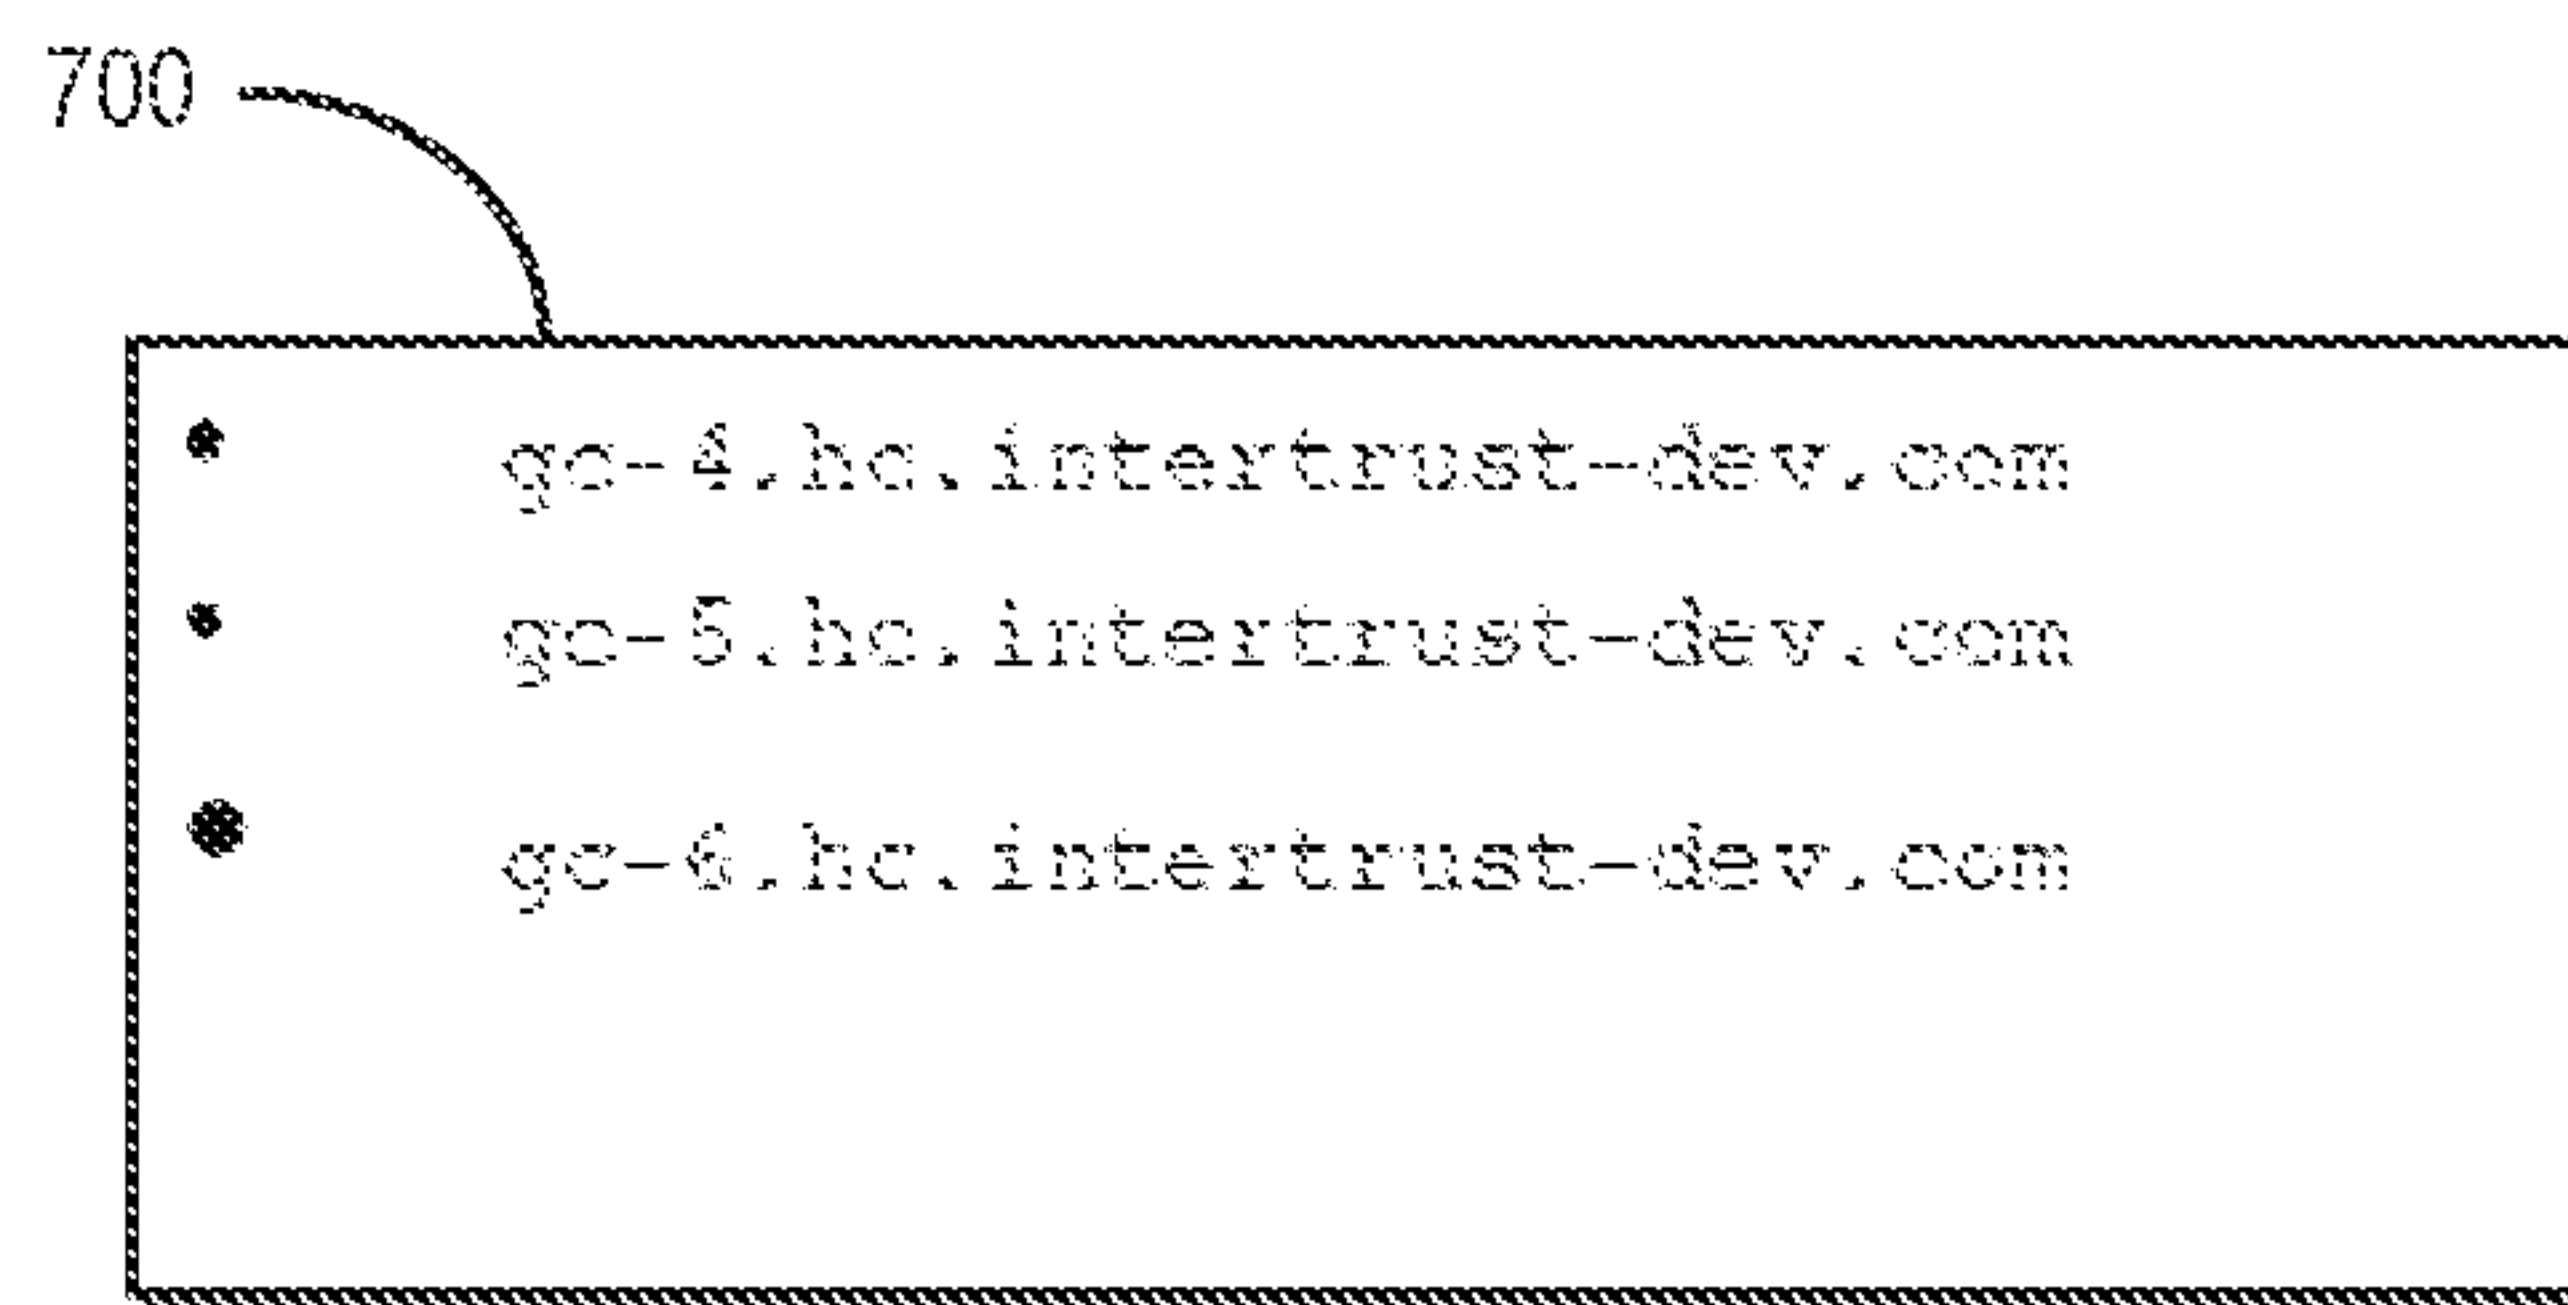 700
• gc-4.hc.intertrust-dev.com
• gc-5.hc.intertrust-dev.com
• gc-6.hc.intertrust-dev.com